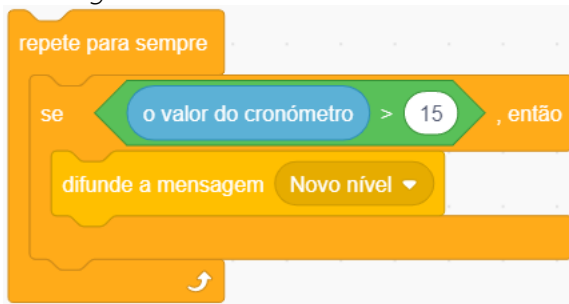 repete para sempre
se o valor do cronómetro > 15 , então
difunde a mensagem Novo nível